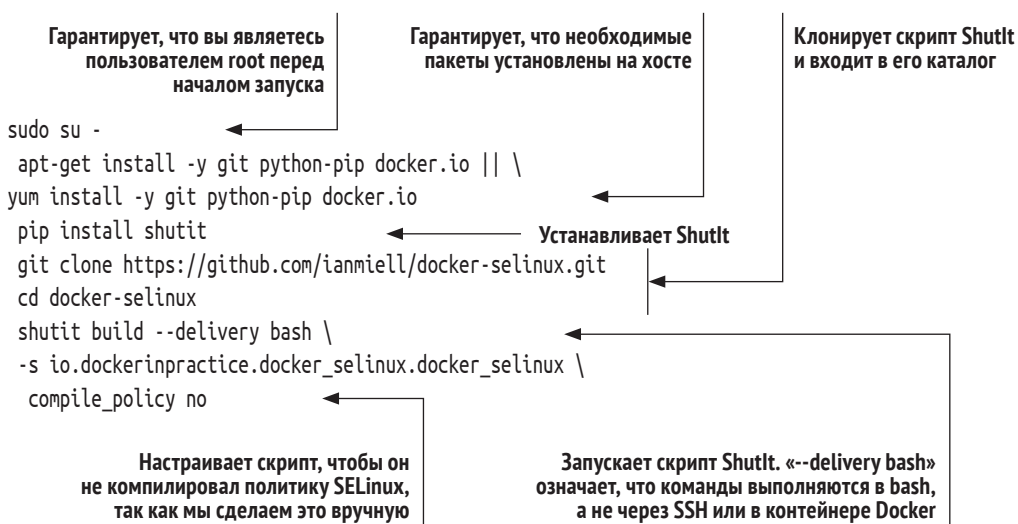 Гарантирует, что вы являетесь
пользователем root перед
началом запуска
Гарантирует, что необходимые
пакеты установлены на хосте
Клонирует скрипт ShutIt
и входит в его каталог
sudo su -
apt-get install -y git python-pip docker.io || \
yum install -y git python-pip docker.io
pip install shutit
Устанавливает ShutIt
git clone https://github.com/ianmiell/docker-selinux.git
cd docker-selinux
shutit build --delivery bash \
-s io.dockerinpractice.docker_selinux.docker_selinux \
compile_policy no
Настраивает скрипт, чтобы он
не компилировал политику SELinux,
так как мы сделаем это вручную
Запускает скрипт ShutIt. «--delivery bash»
означает, что команды выполняются в bash,
а не через SSH или в контейнере Docker